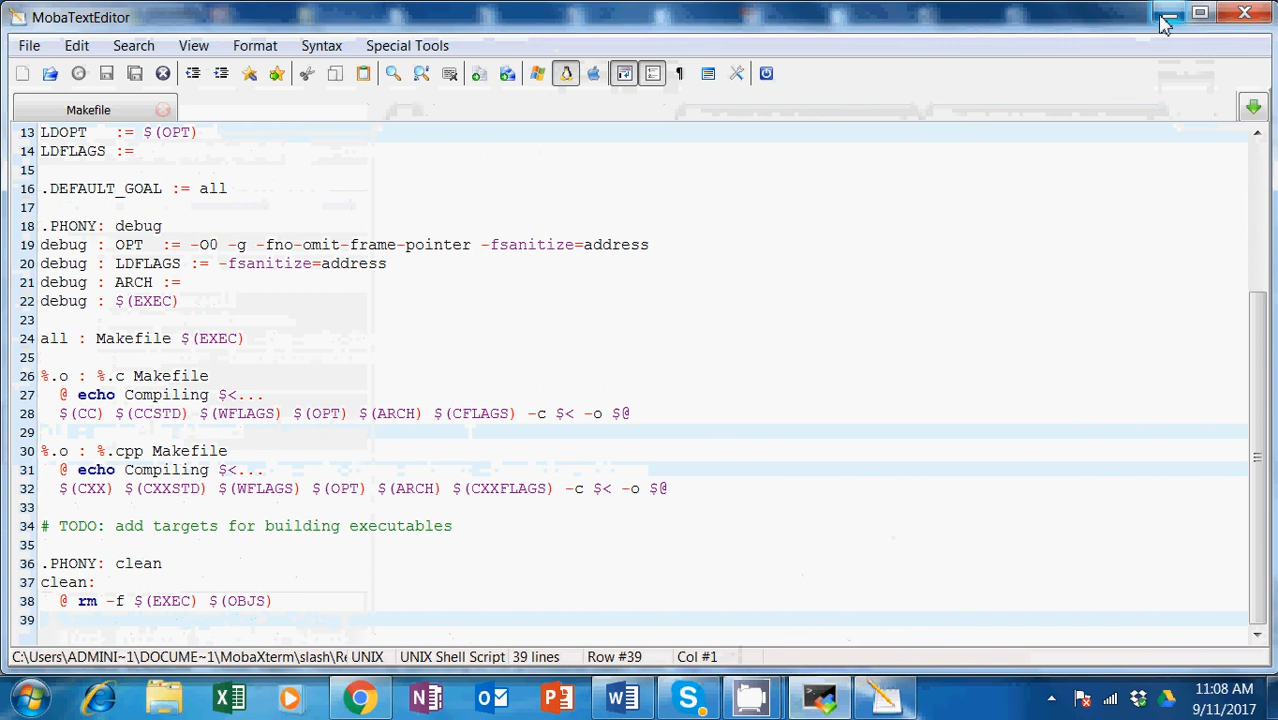 MobaTextEditor
File Edit Search View Format Syntax Special Tools
Makefile
13 LDOPT := $(OPT)
14 LDFLAGS :=
15
16 .DEFAULT_GOAL := all
17
18 .PHONY: debug
19 debug : OPT := -O0 -g -fno-omit-frame-pointer -fsanitize=address
20 debug : LDFLAGS := -fsanitize=address
21 debug : ARCH :=
22 debug : $(EXEC)
23
24 all : Makefile $(EXEC)
25
26 %.o : %.c Makefile
27 @ echo Compiling $<...
28 $(CC) $(CCSTD) $(WFLAGS) $(OPT) $(ARCH) $(CFLAGS) -c $< -o $@
29
30 %.o : %.cpp Makefile
31 @ echo Compiling $<...
32 $(CXX) $(CXXSTD) $(WFLAGS) $(OPT) $(ARCH) $(CXXFLAGS) -c $< -o $@
33
34 # TODO: add targets for building executables
35
36 .PHONY: clean
37 clean:
38 @ rm -f $(EXEC) $(OBJS)
39
C:\Users\ADMINI~1\DOCUME~1\MobaXterm\slash\Re UNIX UNIX Shell Script 39 lines Row #39 Col #1
11:08 AM
9/11/2017